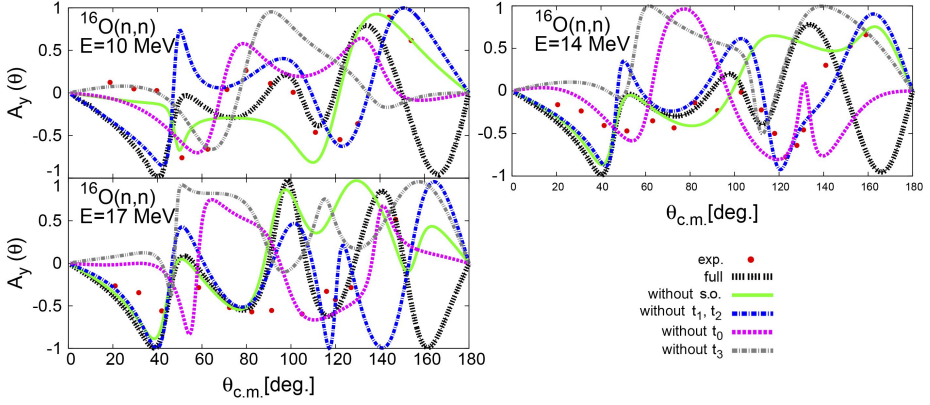 ¹⁶O(n,n)
E=10 MeV
A_y (θ)
1
0.5
0
-0.5
-1
¹⁶O(n,n)
E=17 MeV
A_y (θ)
1
0.5
0
-0.5
-1
0 20 40 60 80 100 120 140 160 180
θ_c.m.[deg.]
¹⁶O(n,n)
E=14 MeV
1
0.5
0
-0.5
-1
0 20 40 60 80 100 120 140 160 180
θ_c.m.[deg.]
exp.
full
without s.o.
without t₁, t₂
without t₀
without t₃